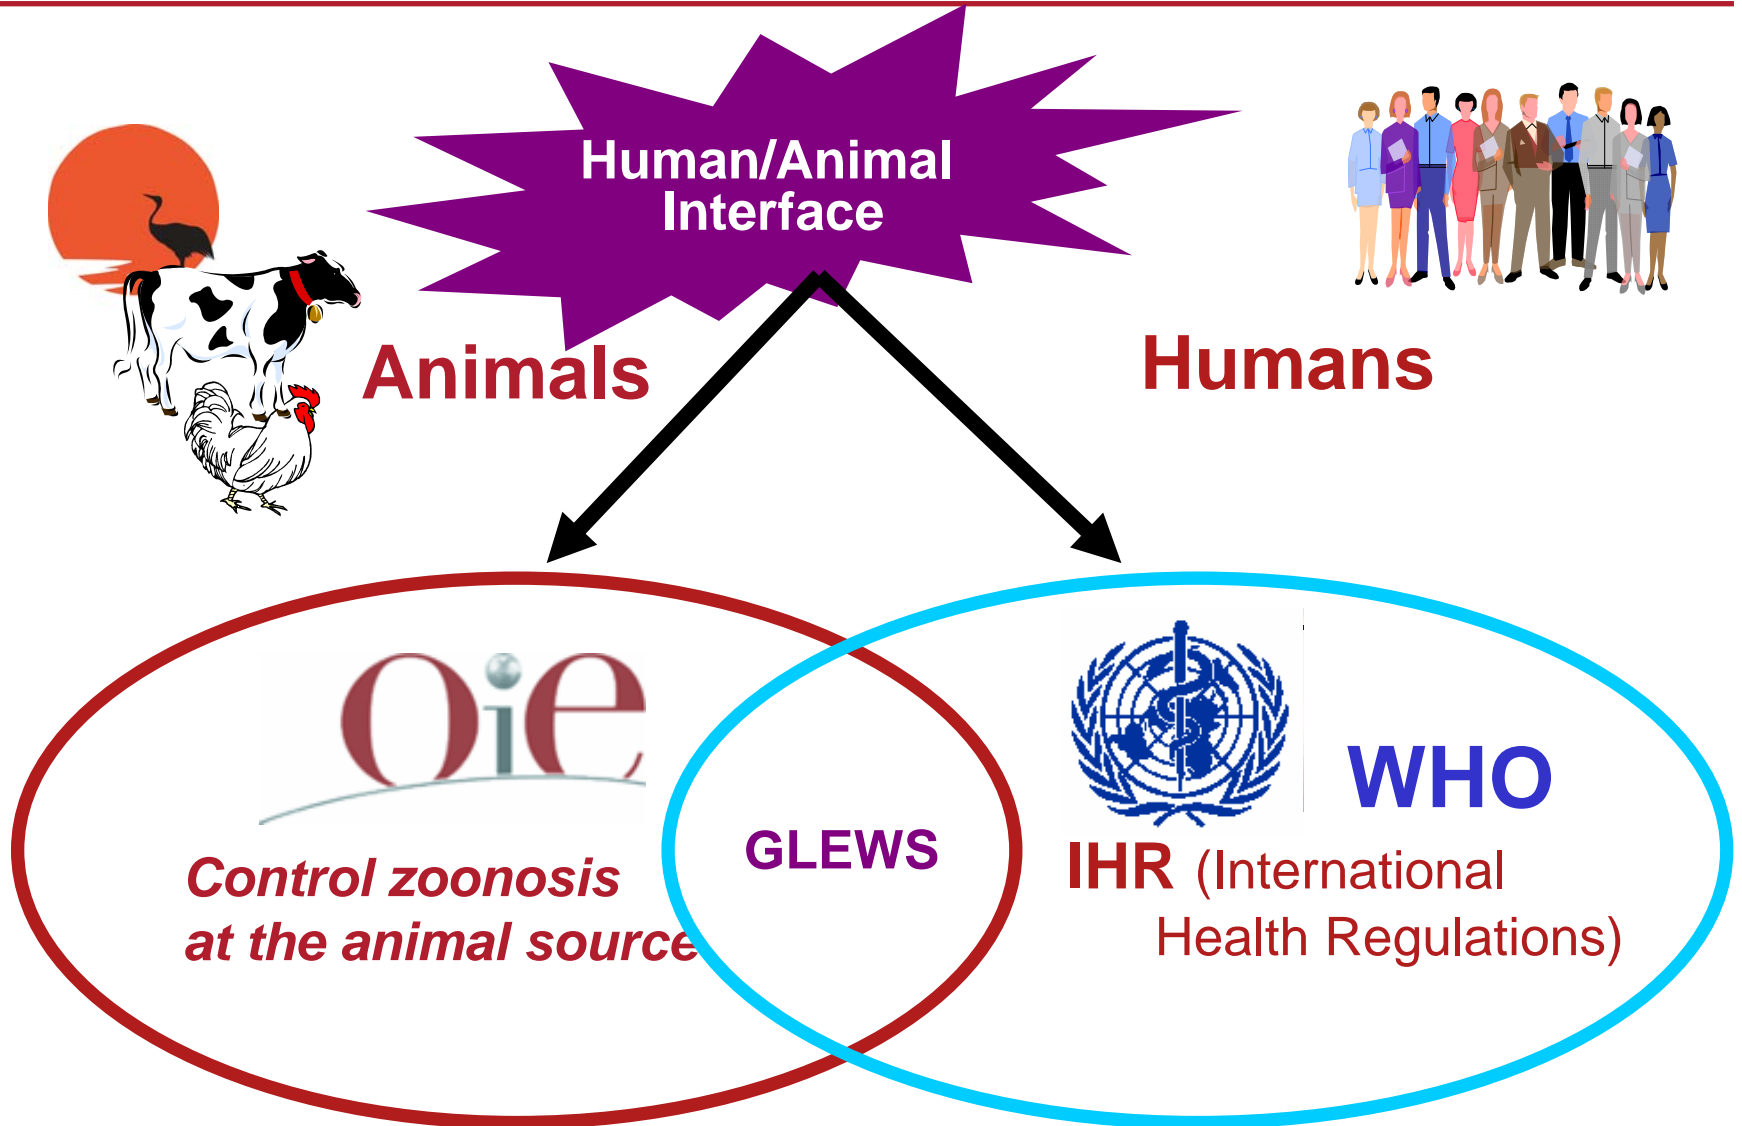 Human/Animal
Interface
Animals
Humans
oie
WHO
GLEWS
Control zoonosis
at the animal source
IHR (International
Health Regulations)